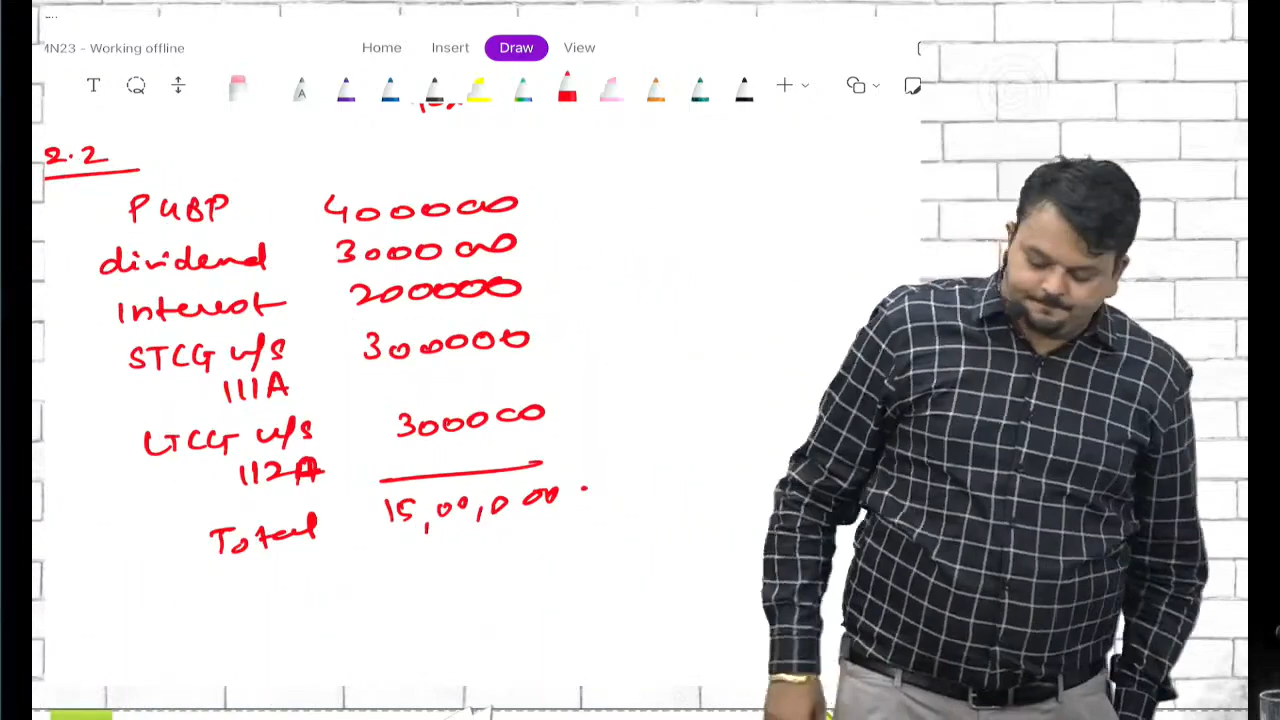 MN23 - Working offline
Home Insert Draw View
2.2
PUBP 400000
dividend 300000
Interest 200000
STCG u/s 300000
111A
LTCG u/s 300000
112A
Total 15,00,000.